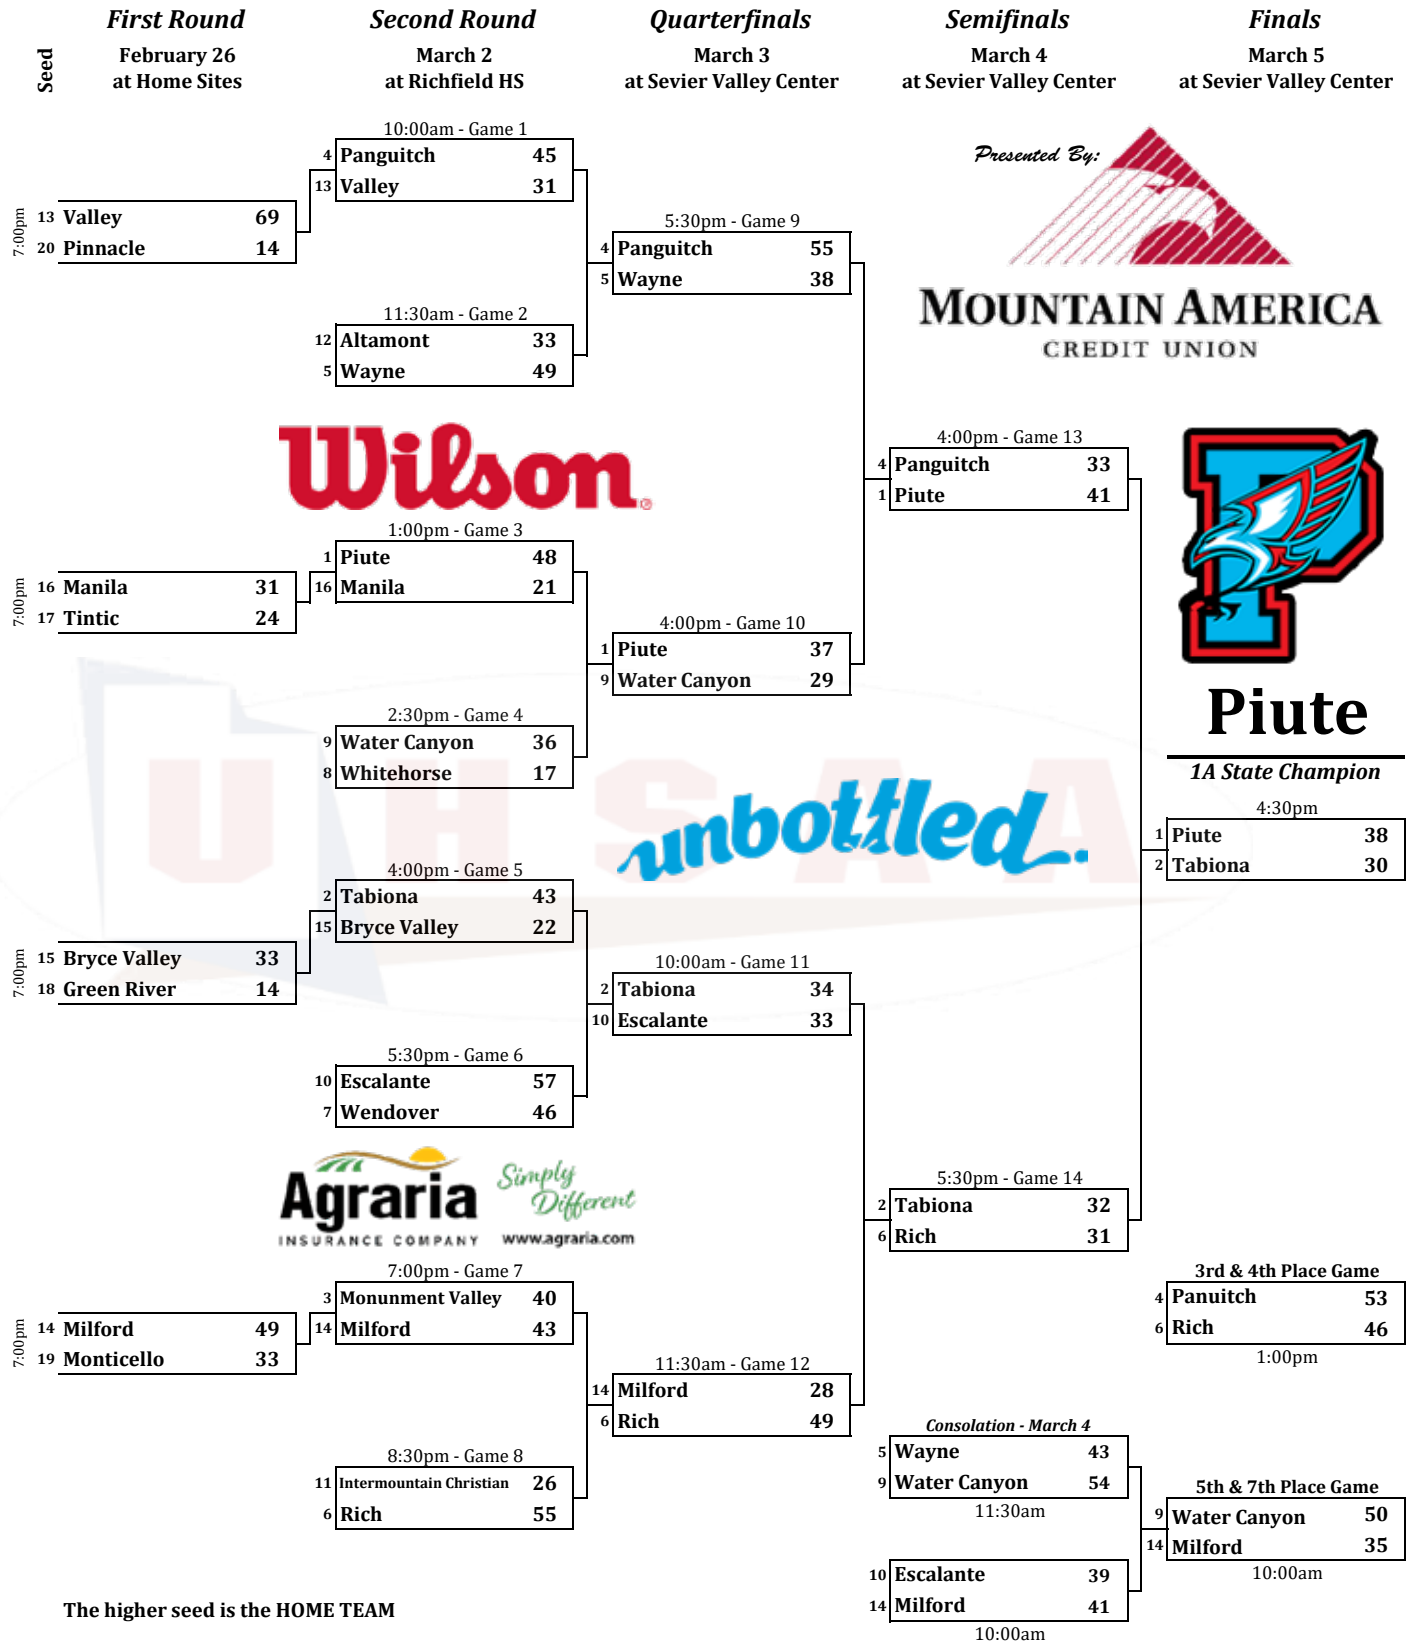 First Round
Second Round
Quarterfinals
Semifinals
Finals
Seed
February 26
at Home Sites
March 2
at Richfield HS
March 3
at Sevier Valley Center
March 4
at Sevier Valley Center
March 5
at Sevier Valley Center
7:00pm
13 Valley 69
20 Pinnacle 14
7:00pm
16 Manila 31
17 Tintic 24
7:00pm
15 Bryce Valley 33
18 Green River 14
7:00pm
14 Milford 49
19 Monticello 33
10:00am - Game 1
4 Panguitch 45
13 Valley 31
11:30am - Game 2
12 Altamont 33
5 Wayne 49
Wilson
1:00pm - Game 3
1 Piute 48
16 Manila 21
2:30pm - Game 4
9 Water Canyon 36
8 Whitehorse 17
4:00pm - Game 5
2 Tabiona 43
15 Bryce Valley 22
5:30pm - Game 6
10 Escalante 57
7 Wendover 46
Agraria
INSURANCE COMPANY
Simply
Different
www.agraria.com
7:00pm - Game 7
3 Monunment Valley 40
14 Milford 43
8:30pm - Game 8
11 Intermountain Christian 26
6 Rich 55
5:30pm - Game 9
4 Panguitch 55
5 Wayne 38
4:00pm - Game 10
1 Piute 37
9 Water Canyon 29
UHSAA
unbottled.
10:00am - Game 11
2 Tabiona 34
10 Escalante 33
11:30am - Game 12
14 Milford 28
6 Rich 49
Presented By:
MOUNTAIN AMERICA
CREDIT UNION
4:00pm - Game 13
4 Panguitch 33
1 Piute 41
5:30pm - Game 14
2 Tabiona 32
6 Rich 31
Consolation - March 4
5 Wayne 43
9 Water Canyon 54
11:30am
10 Escalante 39
14 Milford 41
10:00am
P
Piute
1A State Champion
4:30pm
1 Piute 38
2 Tabiona 30
3rd & 4th Place Game
4 Panuitch 53
6 Rich 46
1:00pm
5th & 7th Place Game
9 Water Canyon 50
14 Milford 35
10:00am
The higher seed is the HOME TEAM